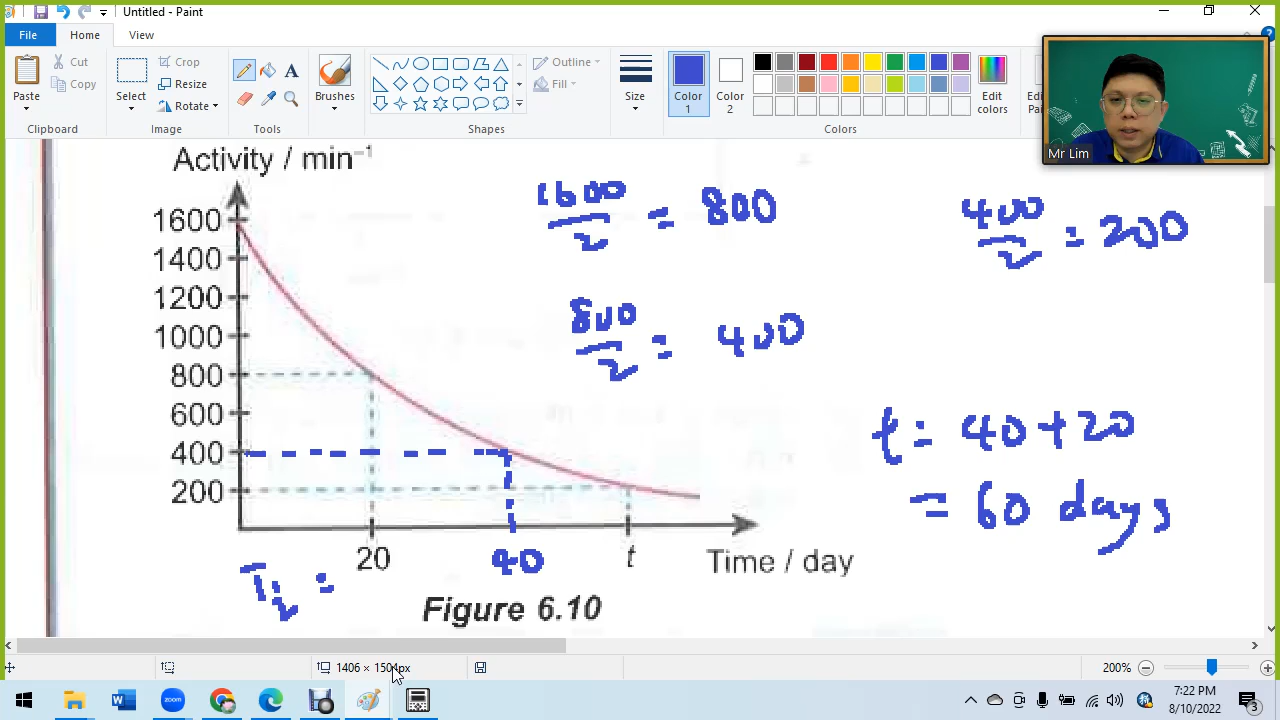 Untitled - Paint
File Home View
Paste
Cut
Copy
Clipboard
Select
Crop
Resize
Rotate
Image
Tools
Brushes
Shapes
Outline
Fill
Size
Color 1
Color 2
Colors
Edit colors
Mr Lim
Activity / min⁻¹
1600
1400
1200
1000
800
600
400
200
20
40
t
Time / day
Figure 6.10
1600/2 = 800
800/2 = 400
400/2 = 200
t = 40 + 20
= 60 days
T½ =
1406 × 1504px
200%
7:22 PM
8/10/2022
3